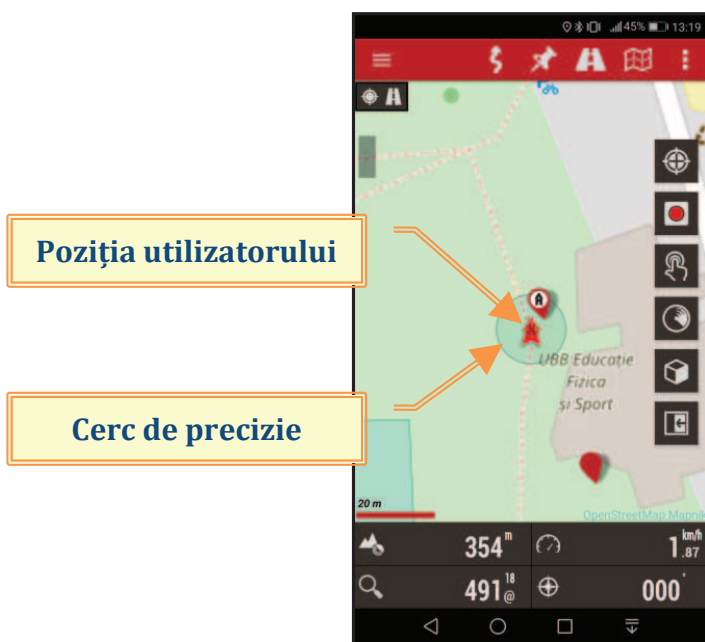 45% 13:19
Poziția utilizatorului
A
UBB Educație
Fizica
și Sport
Cerc de precizie
20 m
OpenStreetMap Mapnik
354 m
1.87 km/h
491 18 @
000 '